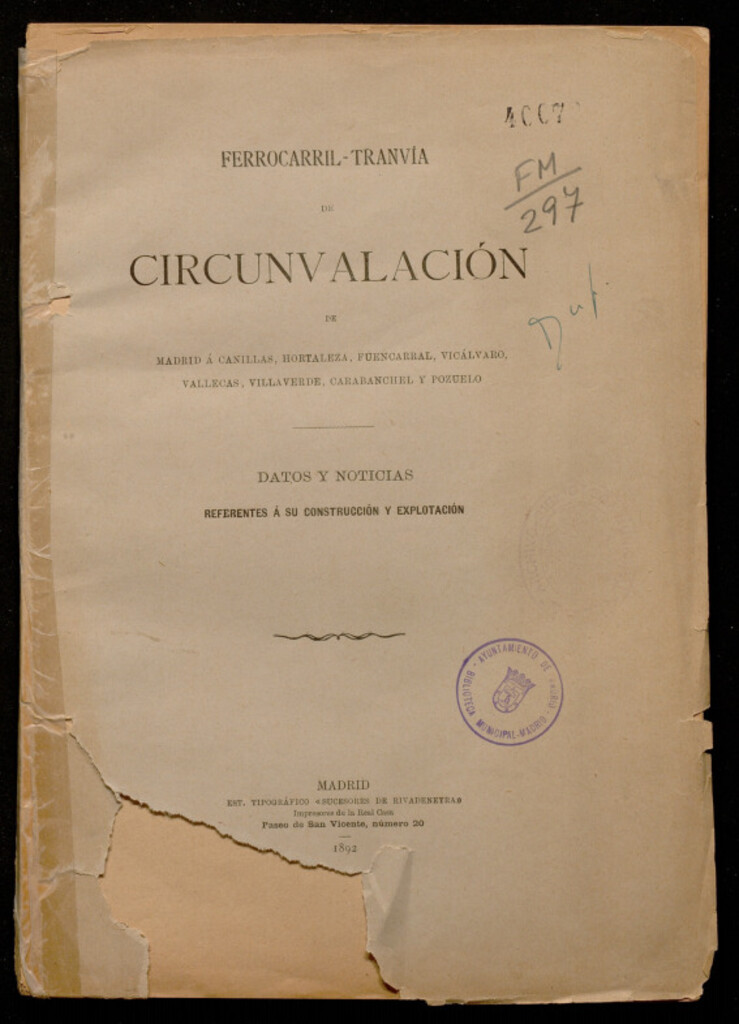 4007
FERROCARRIL-TRANVÍA
FM
297
DE
CIRCUNVALACIÓN
DE
MADRID Á CANILLAS, HORTALEZA, FUENCARRAL, VICÁLVARO,
VALLECAS, VILLAVERDE, CARABANCHEL Y POZUELO
DATOS Y NOTICIAS
REFERENTES Á SU CONSTRUCCIÓN Y EXPLOTACIÓN
AYUNTAMIENTO DE MADRID
BIBLIOTECA MUNICIPAL-MADRID
MADRID
EST. TIPOGRÁFICO «SUCESORES DE RIVADENEYRA»
Impresores de la Real Casa
Paseo de San Vicente, número 20
1892